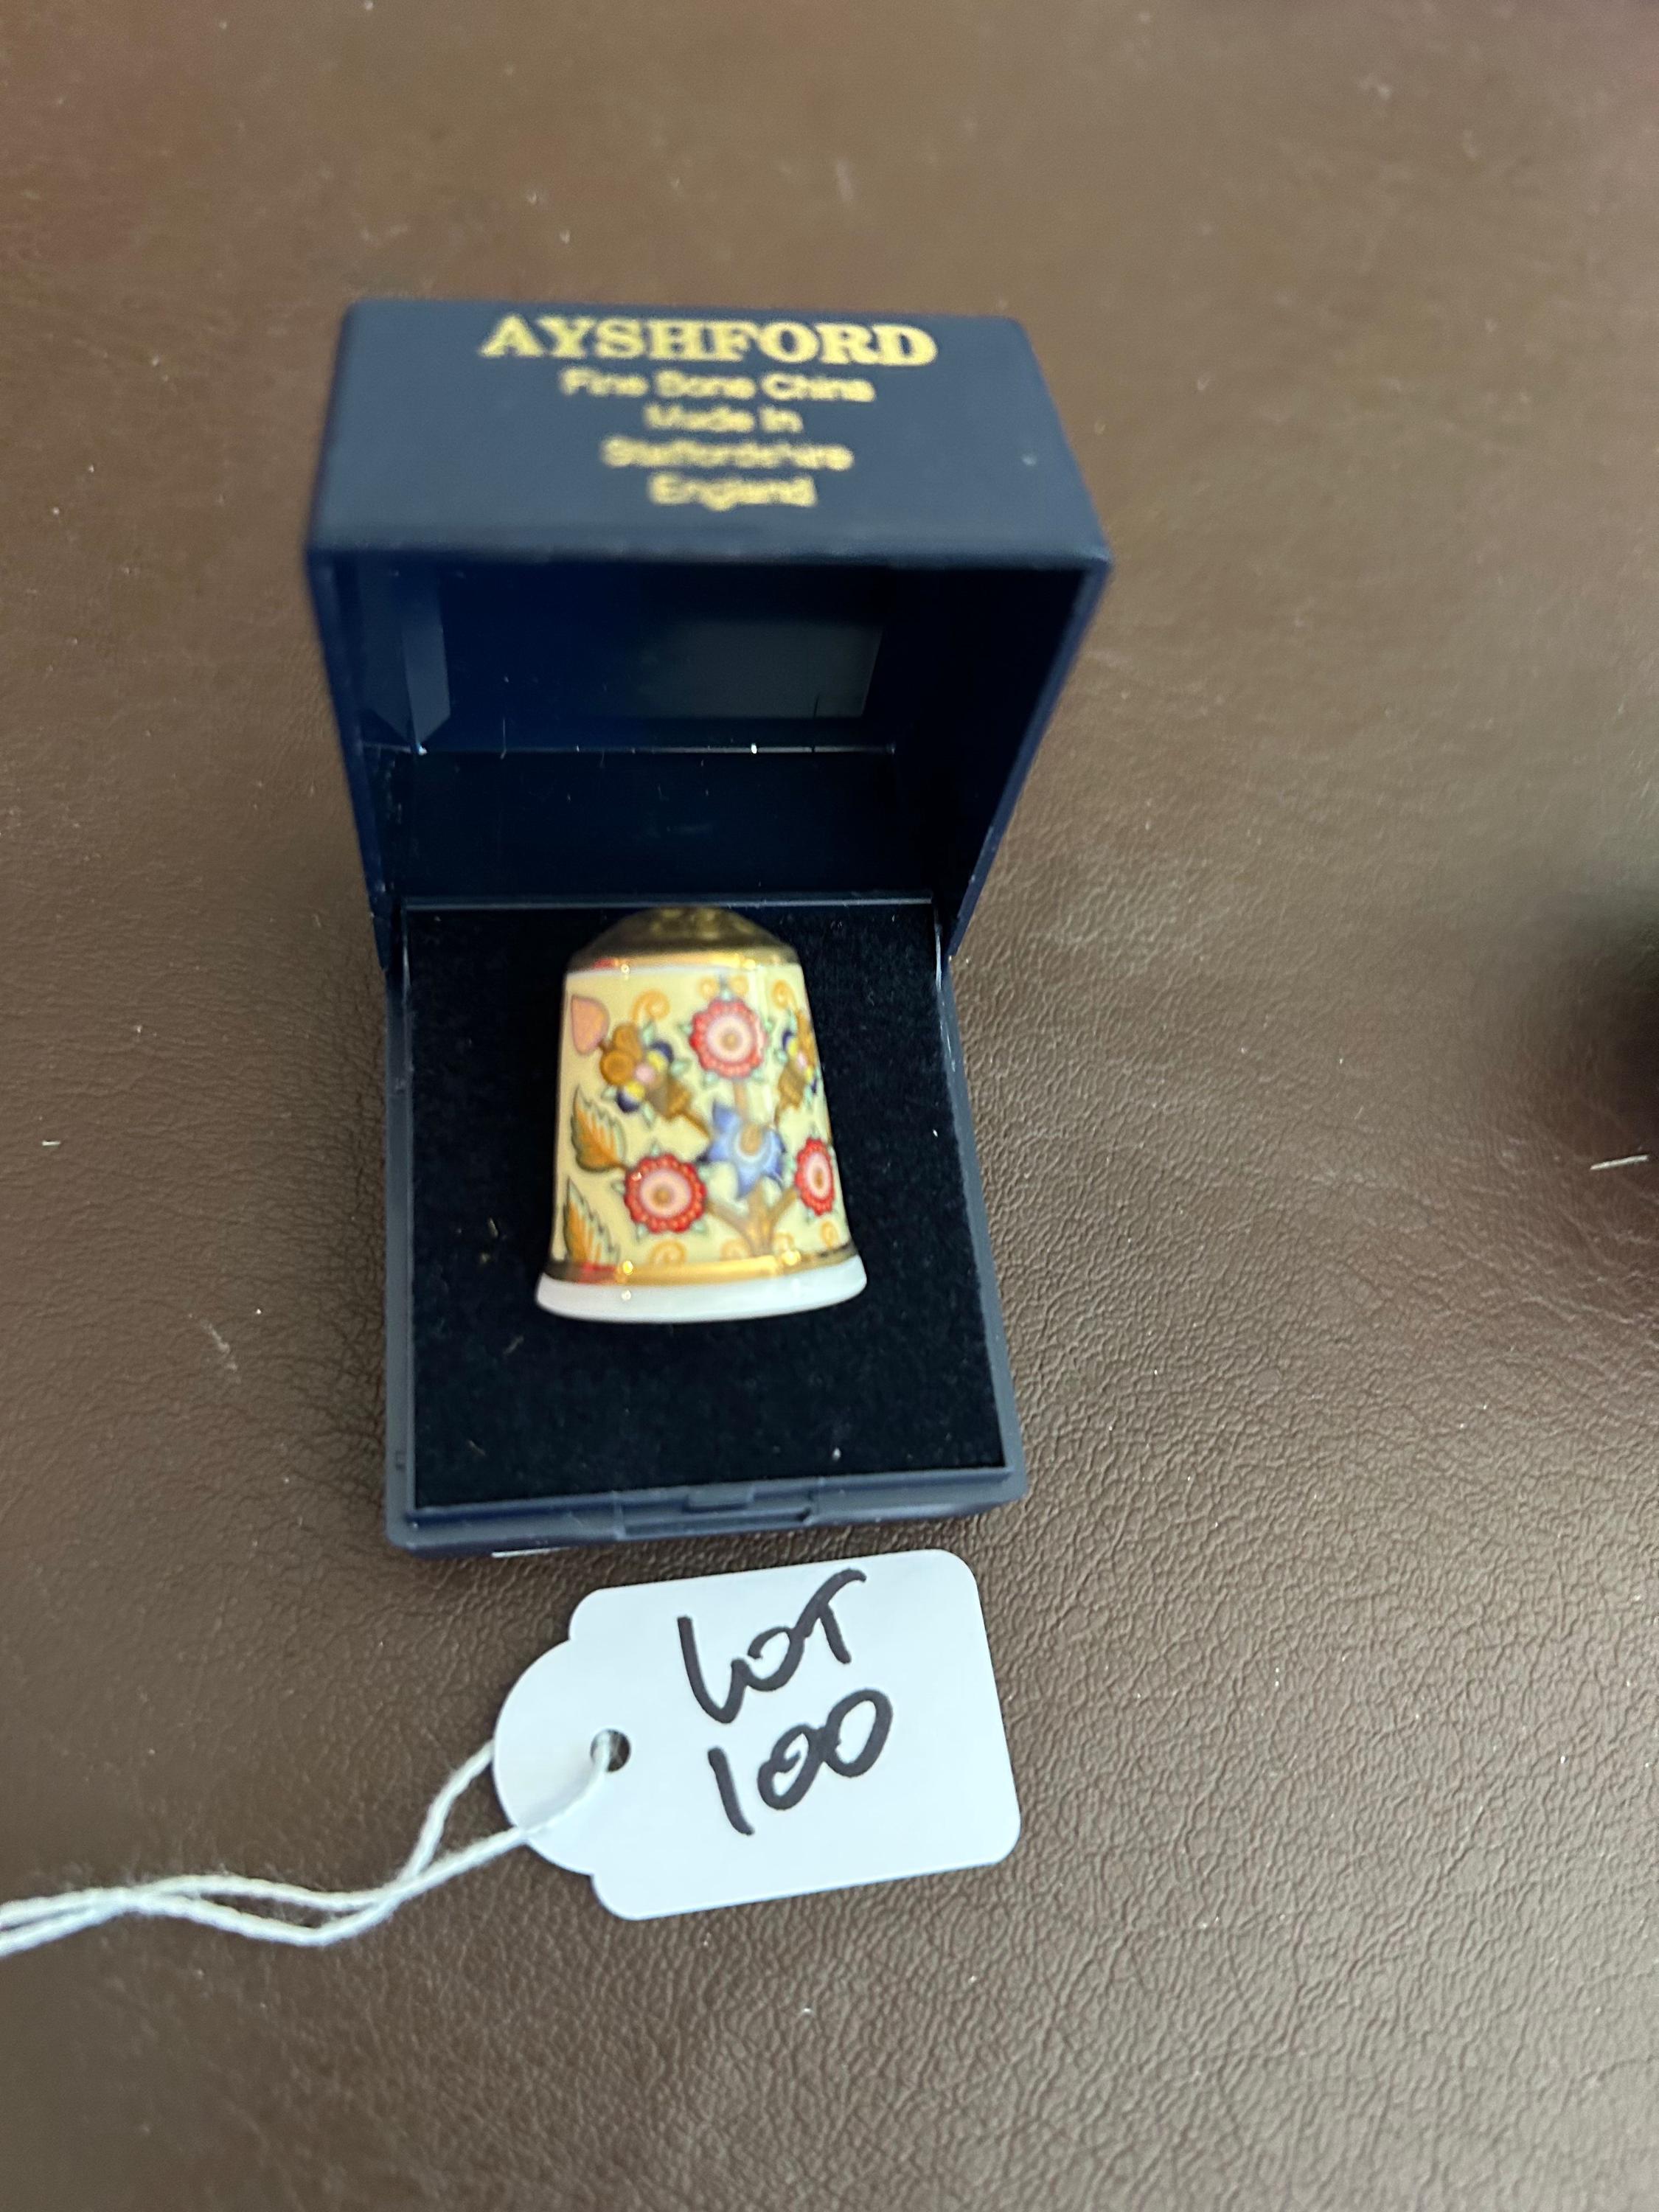 AYSHFORD
Fine Bone China
Made in
Staffordshire
England
LOT
100